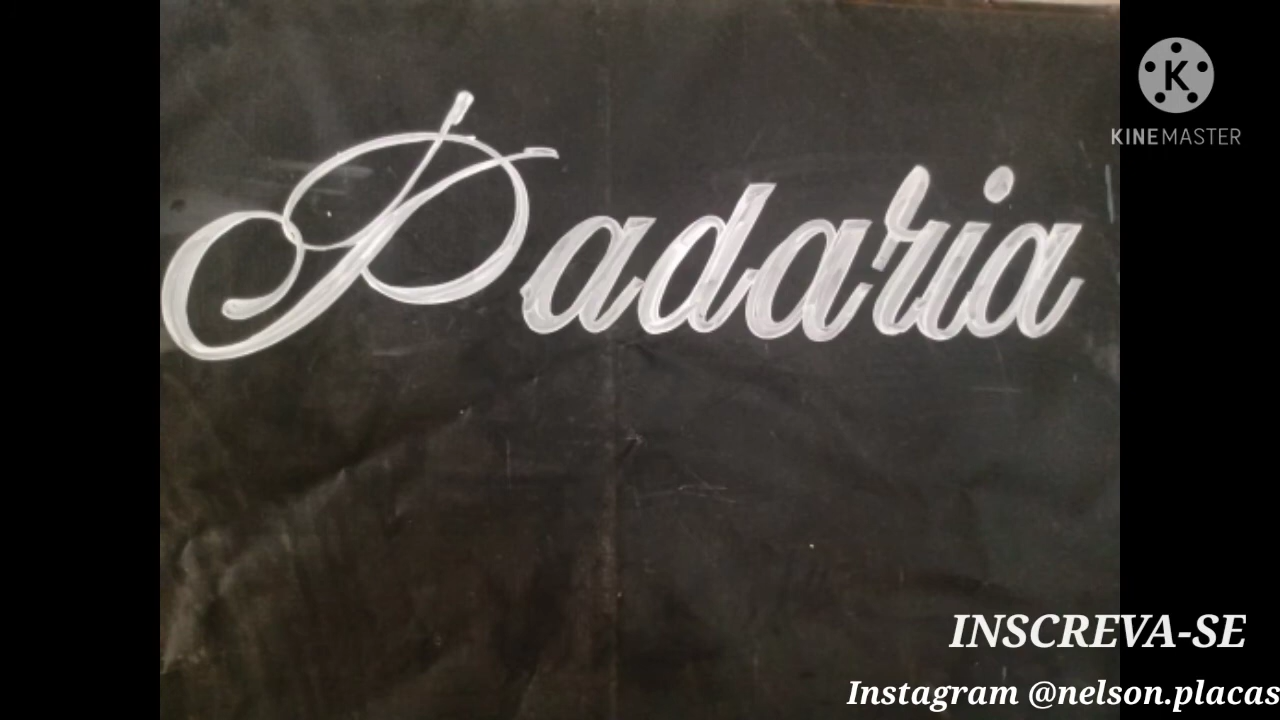 Padaria
K
KINEMASTER
INSCREVA-SE
Instagram @nelson.placas